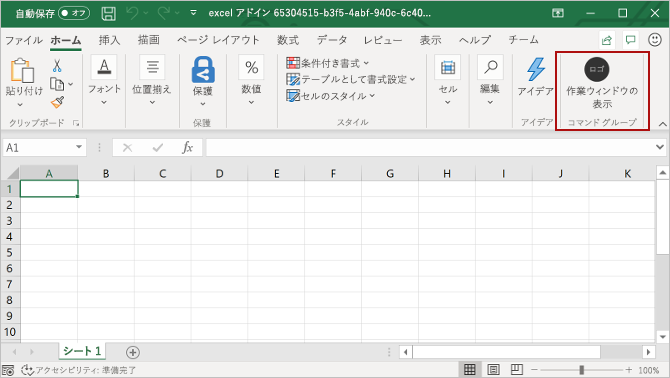 自動保存 オフ excel アドイン 65304515-b3f5-4abf-940c-6c40...
ファイル ホーム 挿入 描画 ページ レイアウト 数式 データ レビュー 表示 ヘルプ チーム
貼り付け
クリップボード
A
フォント
位置揃え
保護
保護
%
数値
条件付き書式
テーブルとして書式設定
セルのスタイル
スタイル
セル
編集
アイデア
アイデア
ロゴ
作業ウィンドウの
表示
コマンド グループ
A1 fx
A B C D E F G H I J K
1
2
3
4
5
6
7
8
9
10
シート 1
アクセシビリティ: 準備完了 100%